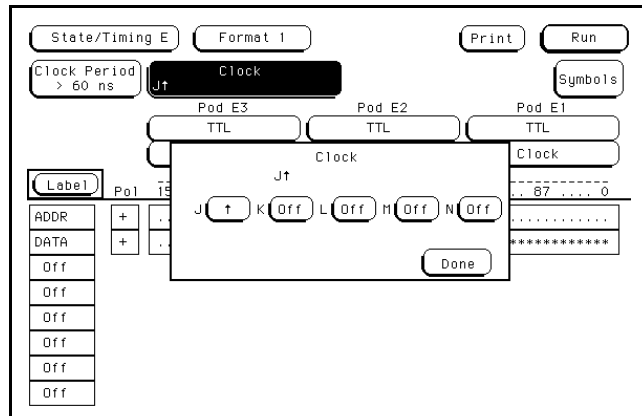 State/Timing E Format 1 Print Run
Clock Period > 60 ns Clock J↑ Symbols
Pod E3 Pod E2 Pod E1
TTL TTL TTL
Clock Clock
J↑
Label Pol 15 .. 87 .... 0
J ↑ K Off L Off M Off N Off
ADDR + .. ............
DATA + .. ************
Done
Off
Off
Off
Off
Off
Off